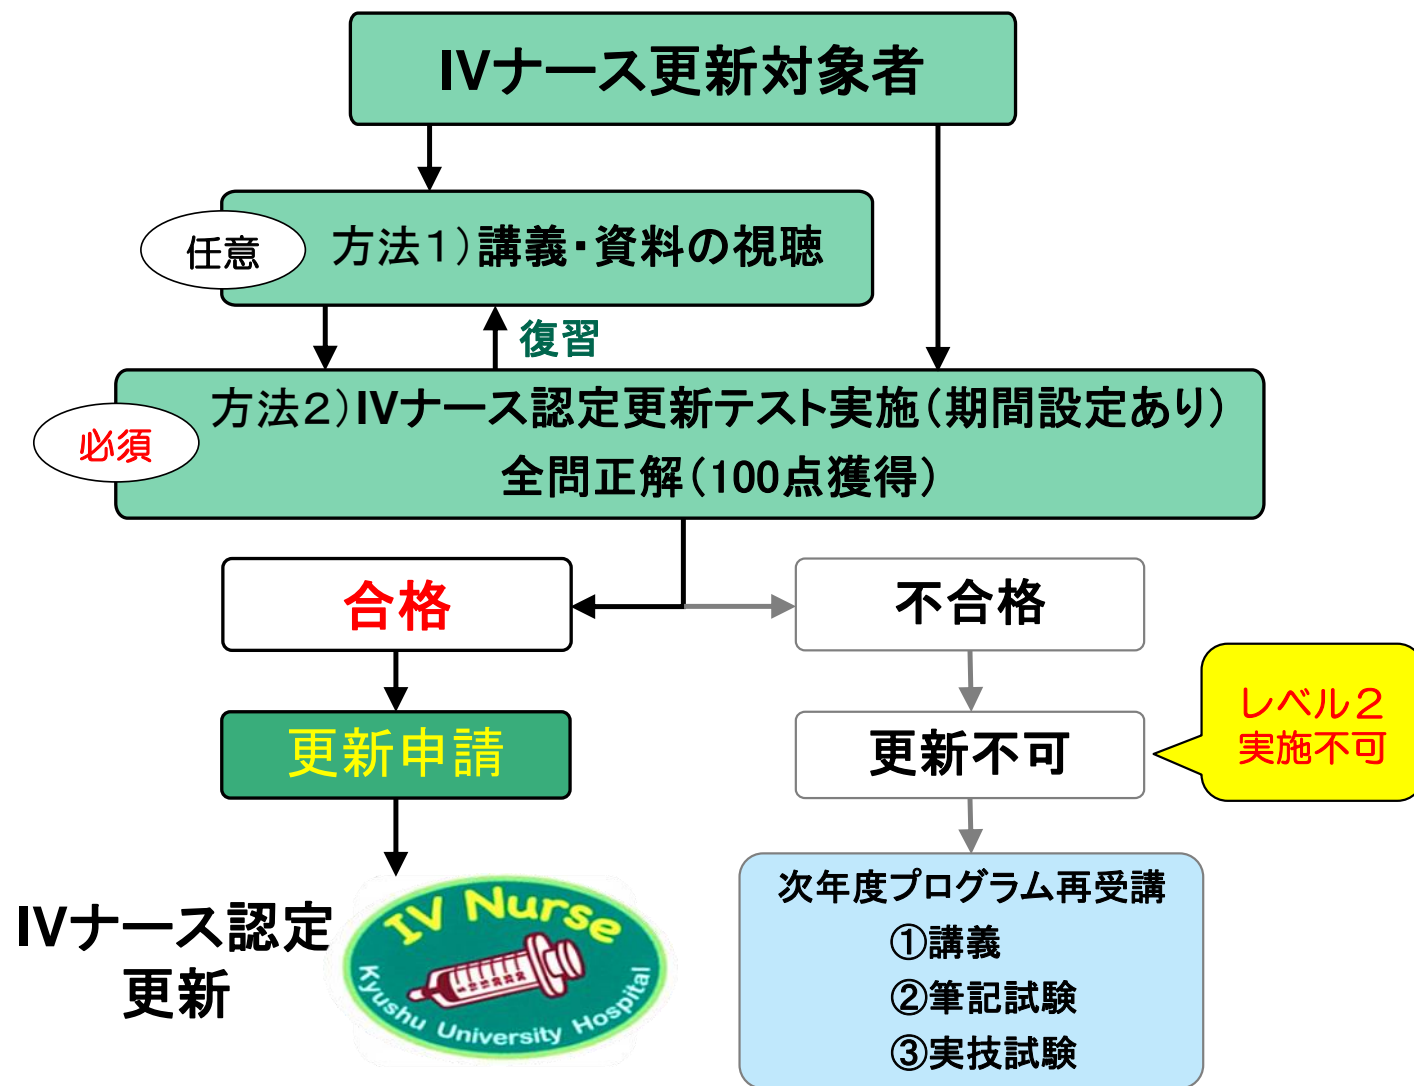 IVナース更新対象者
任意
方法1)講義・資料の視聴
復習
必須
方法2)IVナース認定更新テスト実施(期間設定あり)
全問正解(100点獲得)
合格
不合格
更新申請
更新不可
レベル2
実施不可
IVナース認定
更新
IV Nurse
Kyushu University Hospital
次年度プログラム再受講
①講義
②筆記試験
③実技試験